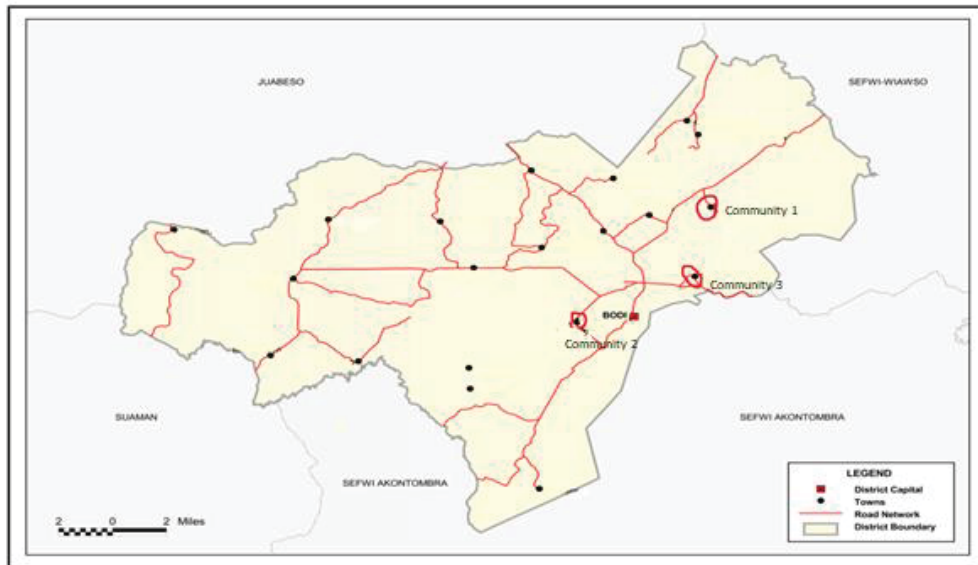 JUABESO
SEFWI-WIAWSO
Community 1
Community 3
BODI
Community 2
SUAMAN
SEFWI AKONTOMBRA
SEFWI AKONTOMBRA
LEGEND
District Capital
Towns
Road Network
District Boundary
2 0 2 Miles